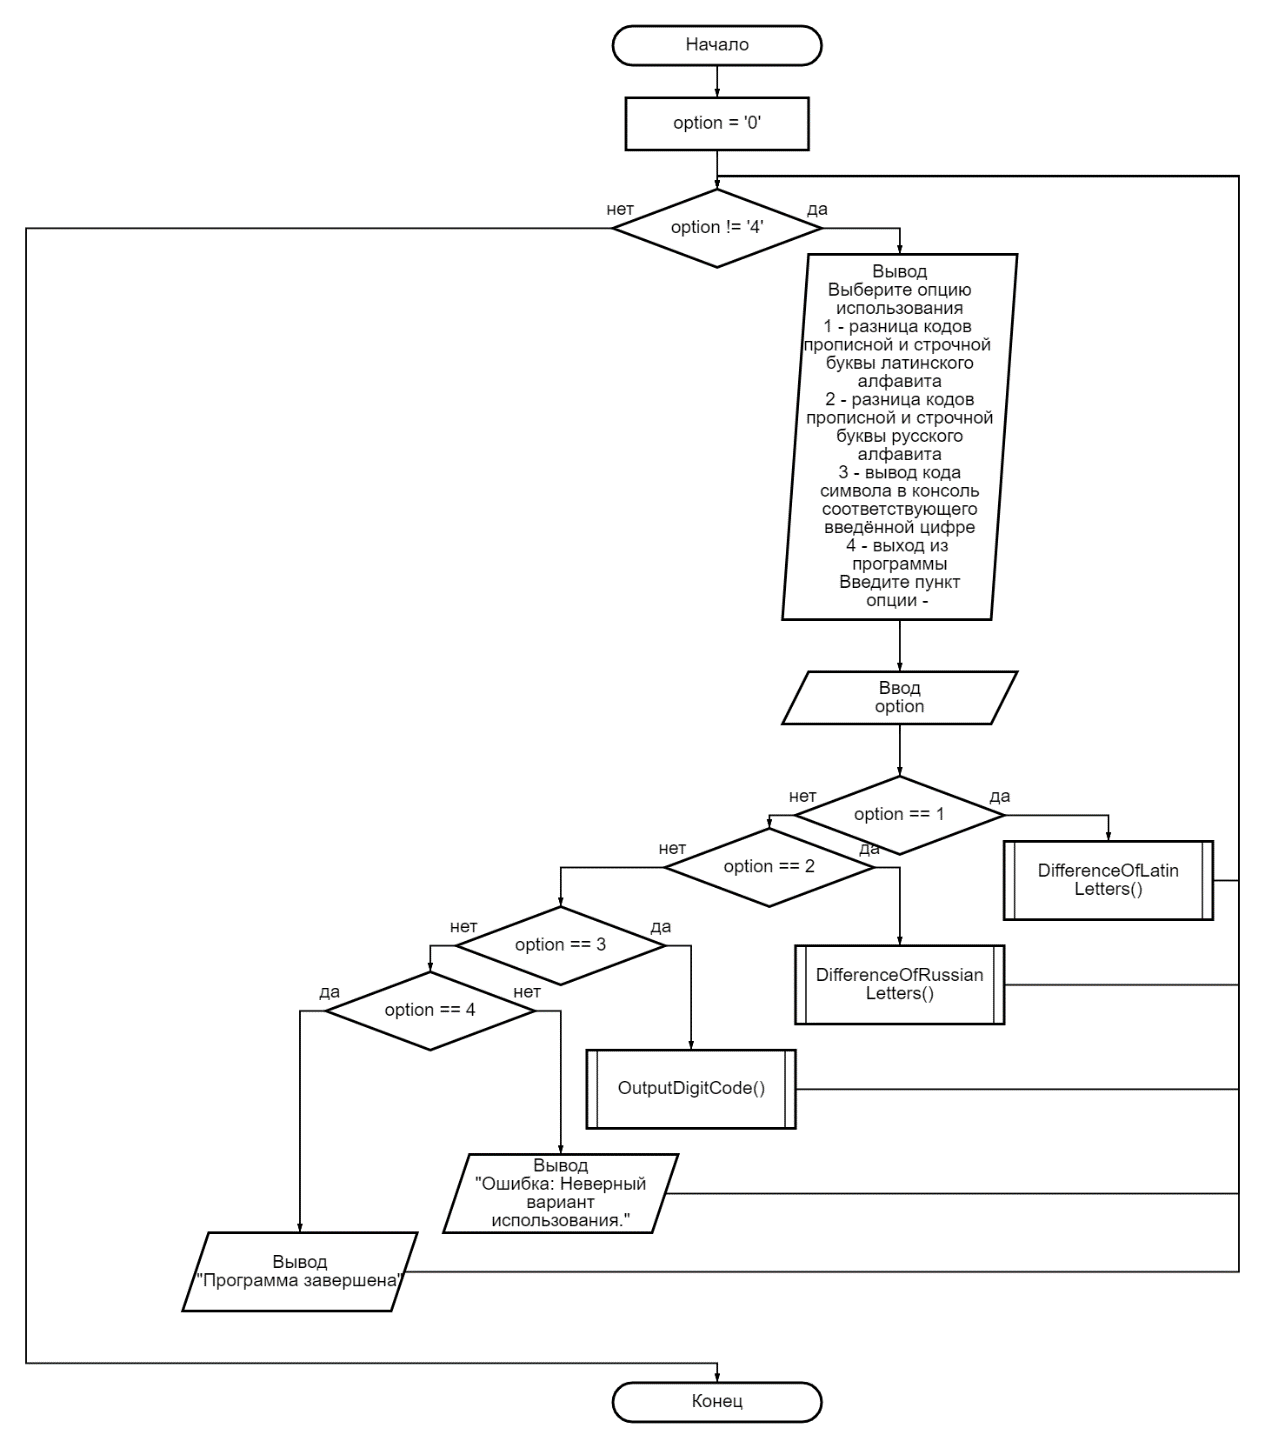 Начало
option = '0'
нет
да
option != '4'
Вывод
Выберите опцию
использования
1 - разница кодов
прописной и строчной
буквы латинского
алфавита
2 - разница кодов
прописной и строчной
буквы русского
алфавита
3 - вывод кода
символа в консоль
соответствующего
введённой цифре
4 - выход из
программы
Введите пункт
опции -
Ввод
option
нет
да
option == 1
нет
да
option == 2
DifferenceOfLatin
Letters()
нет
да
option == 3
DifferenceOfRussian
Letters()
да
нет
option == 4
OutputDigitCode()
Вывод
"Ошибка: Неверный
вариант
использования."
Вывод
"Программа завершена"
Конец